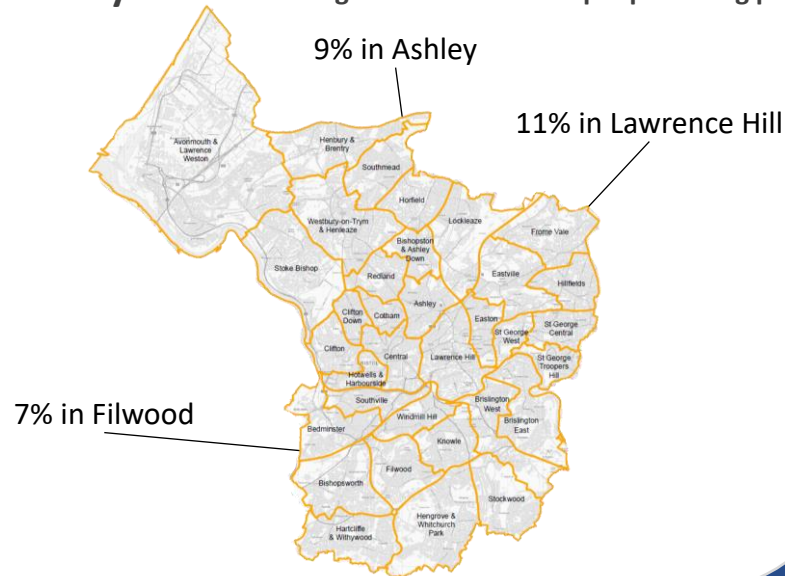 9% in Ashley
11% in Lawrence Hill
7% in Filwood
Avonmouth &
Lawrence
Weston
Henbury &
Brentry
Southmead
Horfield
Lockleaze
Westbury-on-Trym
& Henleaze
Frome Vale
Bishopston
& Ashley
Down
Stoke Bishop
Redland
Eastville
Hillfields
Ashley
Clifton
Down
Cotham
Easton
St George
West
St George
Central
Clifton
Central
Lawrence Hill
St George
Troopers
Hill
Hotwells &
Harbourside
Southville
Brislington
West
Windmill Hill
Bedminster
Brislington
East
Knowle
Filwood
Bishopsworth
Stockwood
Hengrove &
Whitchurch
Park
Hartcliffe
& Withywood